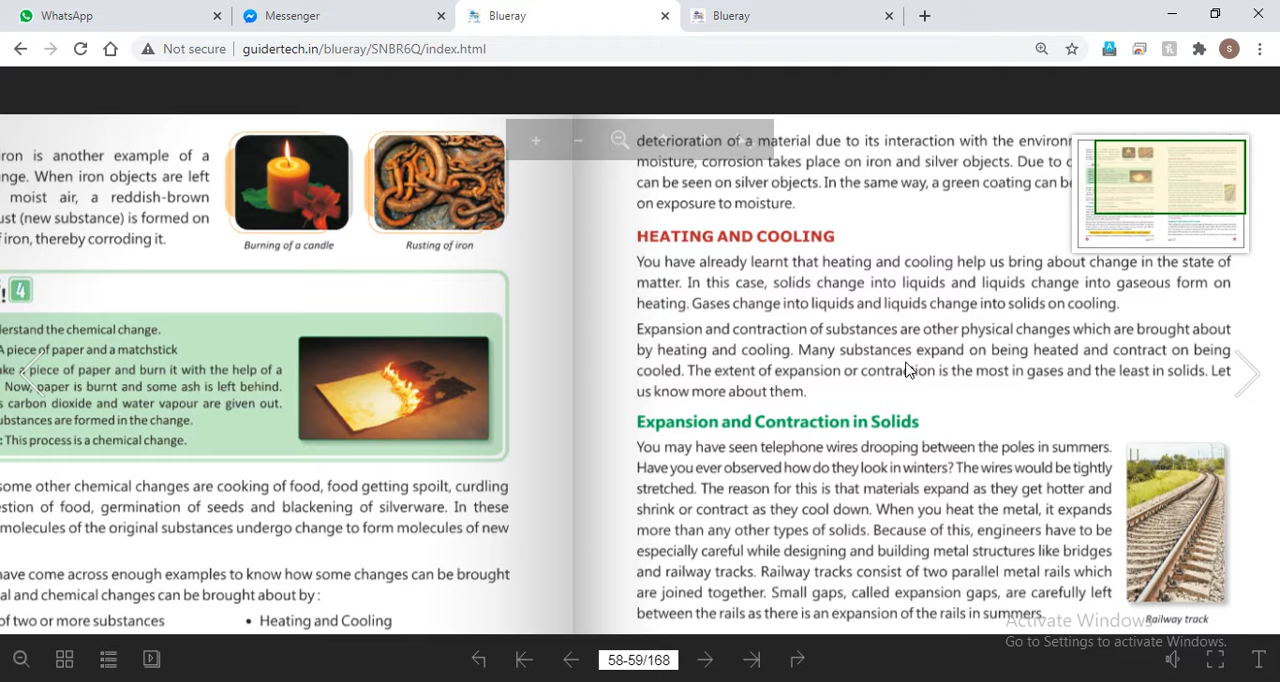 WhatsApp
Messenger
Blueray
Blueray
Not secure
guidertech.in/blueray/SNBR6Q/index.html
S
iron is another example of a
nge. When iron objects are left
moist air, a reddish-brown
ust (new substance) is formed on
f iron, thereby corroding it.
Burning of a candle
Rusting of iron
! 4
derstand the chemical change.
A piece of paper and a matchstick
ake a piece of paper and burn it with the help of a
Now, paper is burnt and some ash is left behind.
s carbon dioxide and water vapour are given out.
ubstances are formed in the change.
: This process is a chemical change.
some other chemical changes are cooking of food, food getting spoilt, curdling
estion of food, germination of seeds and blackening of silverware. In these
molecules of the original substances undergo change to form molecules of new
have come across enough examples to know how some changes can be brought
al and chemical changes can be brought about by :
of two or more substances
• Heating and Cooling
deterioration of a material due to its interaction with the environ
moisture, corrosion takes place on iron and silver objects. Due to c
can be seen on silver objects. In the same way, a green coating can be
on exposure to moisture.
HEATING AND COOLING
You have already learnt that heating and cooling help us bring about change in the state of
matter. In this case, solids change into liquids and liquids change into gaseous form on
heating. Gases change into liquids and liquids change into solids on cooling.
Expansion and contraction of substances are other physical changes which are brought about
by heating and cooling. Many substances expand on being heated and contract on being
cooled. The extent of expansion or contraction is the most in gases and the least in solids. Let
us know more about them.
Expansion and Contraction in Solids
You may have seen telephone wires drooping between the poles in summers.
Have you ever observed how do they look in winters? The wires would be tightly
stretched. The reason for this is that materials expand as they get hotter and
shrink or contract as they cool down. When you heat the metal, it expands
more than any other types of solids. Because of this, engineers have to be
especially careful while designing and building metal structures like bridges
and railway tracks. Railway tracks consist of two parallel metal rails which
are joined together. Small gaps, called expansion gaps, are carefully left
between the rails as there is an expansion of the rails in summers.
Railway track
Activate Windows
Go to Settings to activate Windows.
58-59/168